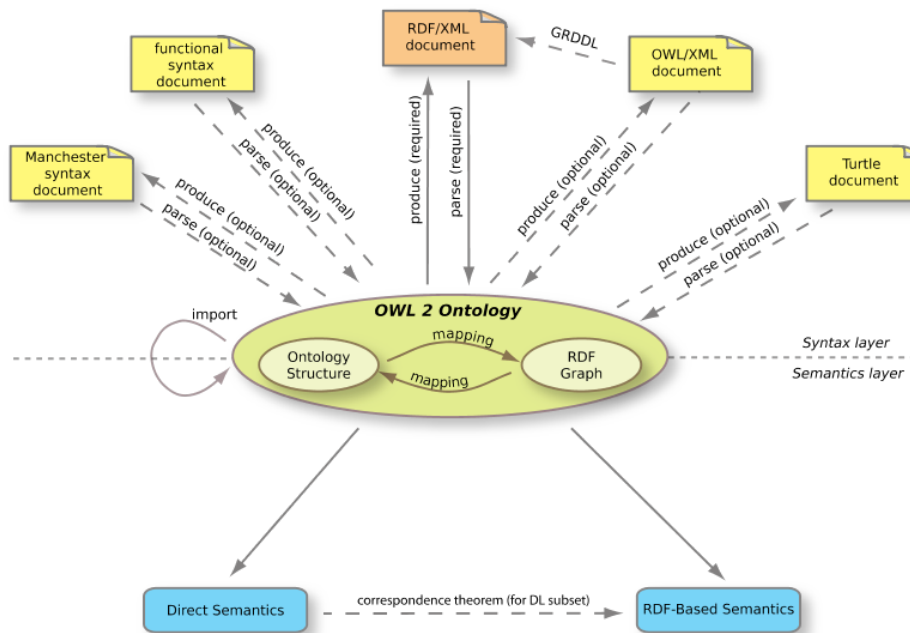 RDF/XML
document
GRDDL
OWL/XML
document
functional
syntax
document
Manchester
syntax
document
Turtle
document
produce (optional)
parse (optional)
produce (optional)
parse (optional)
produce (required)
parse (required)
produce (optional)
parse (optional)
produce (optional)
parse (optional)
import
OWL 2 Ontology
mapping
Ontology
Structure
mapping
RDF
Graph
Syntax layer
Semantics layer
Direct Semantics
correspondence theorem (for DL subset)
RDF-Based Semantics